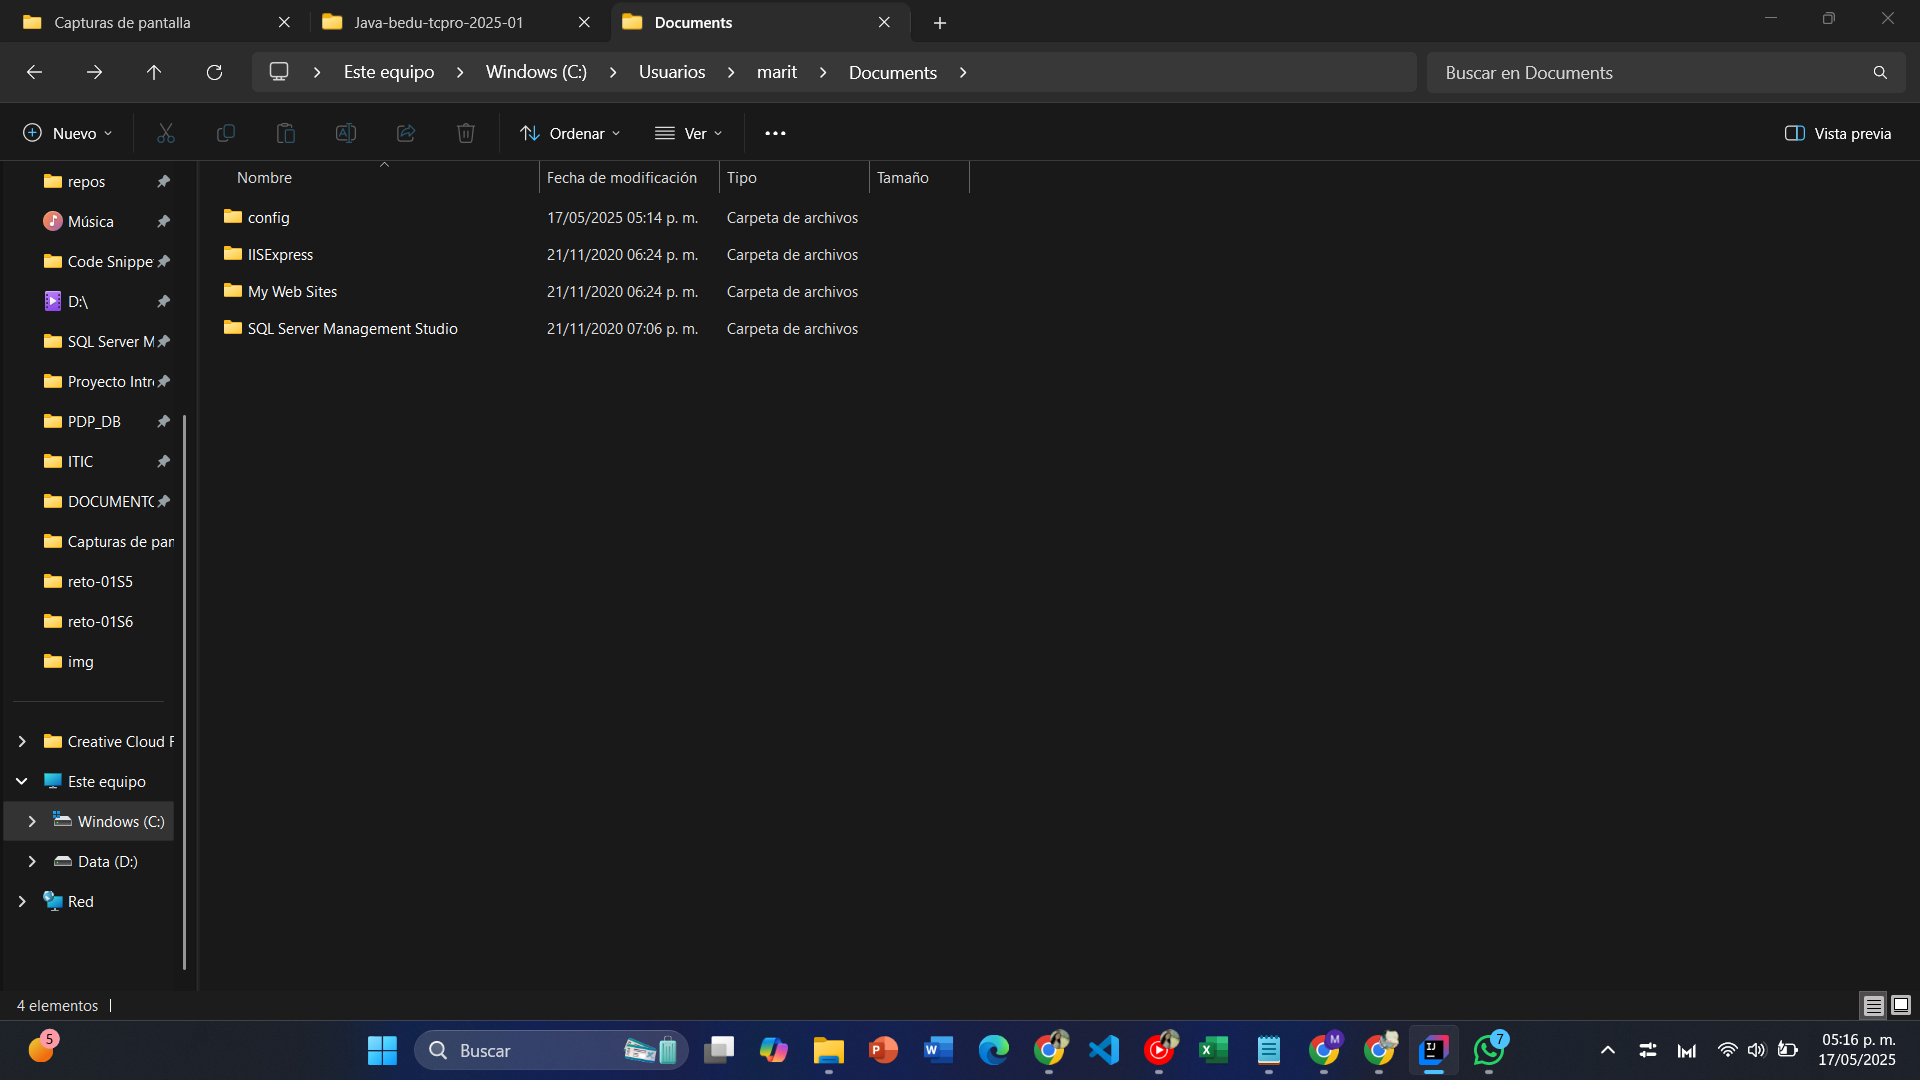 Capturas de pantalla
Java-bedu-tcpro-2025-01
Documents
Este equipo
Windows (C:)
Usuarios
marit
Documents
Buscar en Documents
Nuevo
Ordenar
Ver
Vista previa
Nombre
Fecha de modificación
Tipo
Tamaño
config 17/05/2025 05:14 p. m. Carpeta de archivos
IISExpress 21/11/2020 06:24 p. m. Carpeta de archivos
My Web Sites 21/11/2020 06:24 p. m. Carpeta de archivos
SQL Server Management Studio 21/11/2020 07:06 p. m. Carpeta de archivos
repos
Música
Code Snippe
D:\
SQL Server M
Proyecto Intr
PDP_DB
ITIC
DOCUMENTO
Capturas de pan
reto-01S5
reto-01S6
img
Creative Cloud F
Este equipo
Windows (C:)
Data (D:)
Red
4 elementos
5
Buscar
M
7
05:16 p. m.
17/05/2025